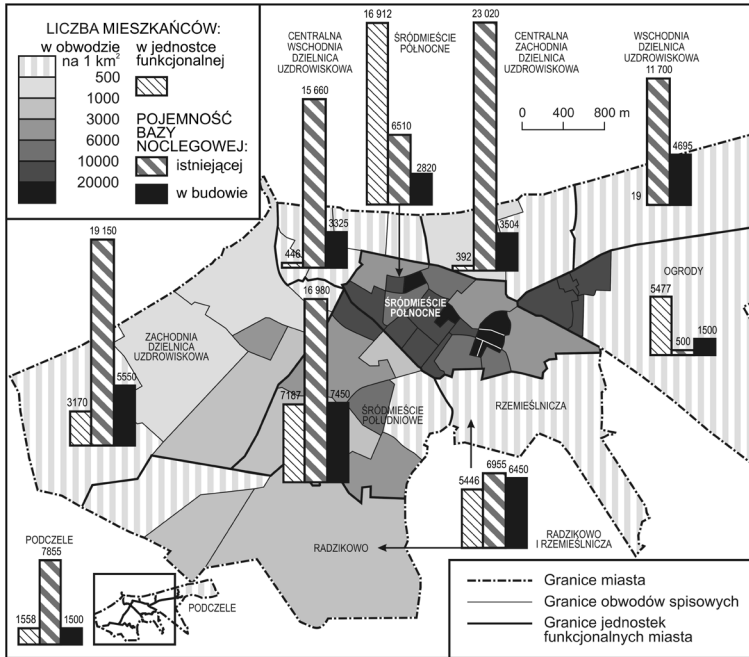 LICZBA MIESZKAŃCÓW:
w obwodzie
na 1 km²
w jednostce
funkcjonalnej
500
1000
3000
6000
10000
20000
POJEMNOŚĆ
BAZY
NOCLEGOWEJ:
istniejącej
w budowie
CENTRALNA
WSCHODNIA
DZIELNICA
UZDROWISKOWA
15 660
446
3325
16 912
ŚRÓDMIEŚCIE
PÓŁNOCNE
6510
2820
23 020
CENTRALNA
ZACHODNIA
DZIELNICA
UZDROWISKOWA
392
3504
0 400 800 m
WSCHODNIA
DZIELNICA
UZDROWISKOWA
11 700
19
4695
19 150
ZACHODNIA
DZIELNICA
UZDROWISKOWA
3170
5550
16 980
7187
7450
ŚRÓDMIEŚCIE
PÓŁNOCNE
ŚRÓDMIEŚCIE
POŁUDNIOWE
OGRODY
5477
500
1500
RZEMIEŚLNICZA
5446
6955
6450
RADZIKOWO
I RZEMIEŚLNICZA
RADZIKOWO
PODCZELE
7855
1558
1500
PODCZELE
Granice miasta
Granice obwodów spisowych
Granice jednostek
funkcjonalnych miasta